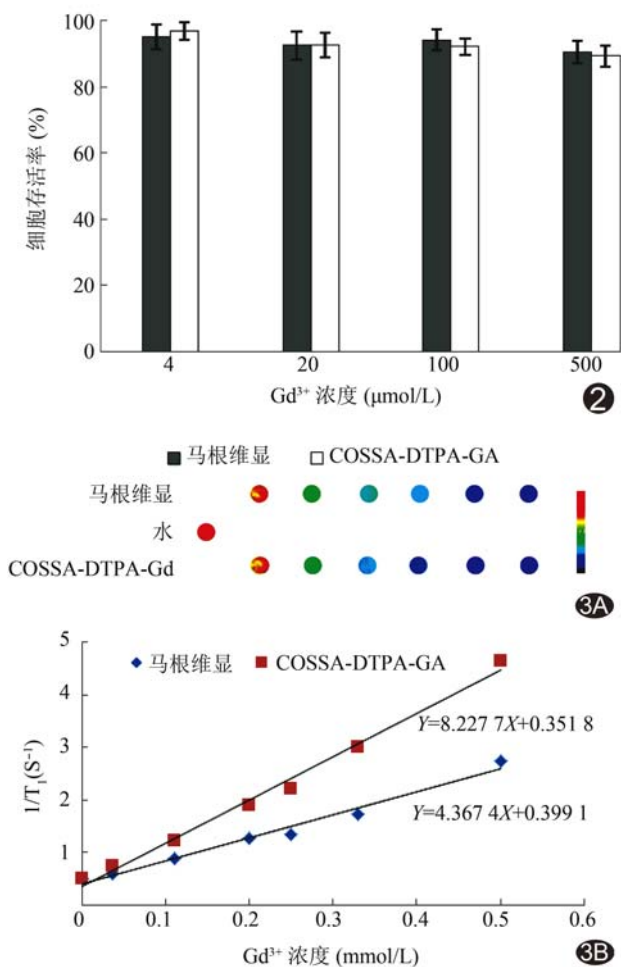 100
80
60
40
20
0
细胞存活率 (%)
4 20 100 500
Gd³⁺ 浓度 (μmol/L)
2
马根维显 COSSA-DTPA-GA
马根维显
水
COSSA-DTPA-Gd
3A
5
4
3
2
1
1/T₁(S⁻¹)
马根维显 COSSA-DTPA-GA
Y=8.227 7X+0.351 8
Y=4.367 4X+0.399 1
0 0.1 0.2 0.3 0.4 0.5 0.6
Gd³⁺ 浓度 (mmol/L)
3B